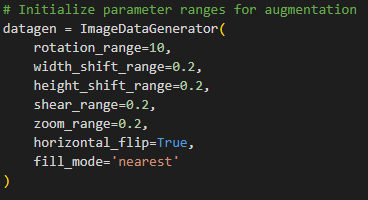 # Initialize parameter ranges for augmentation
datagen = ImageDataGenerator(
    rotation_range=10,
    width_shift_range=0.2,
    height_shift_range=0.2,
    shear_range=0.2,
    zoom_range=0.2,
    horizontal_flip=True,
    fill_mode='nearest'
)